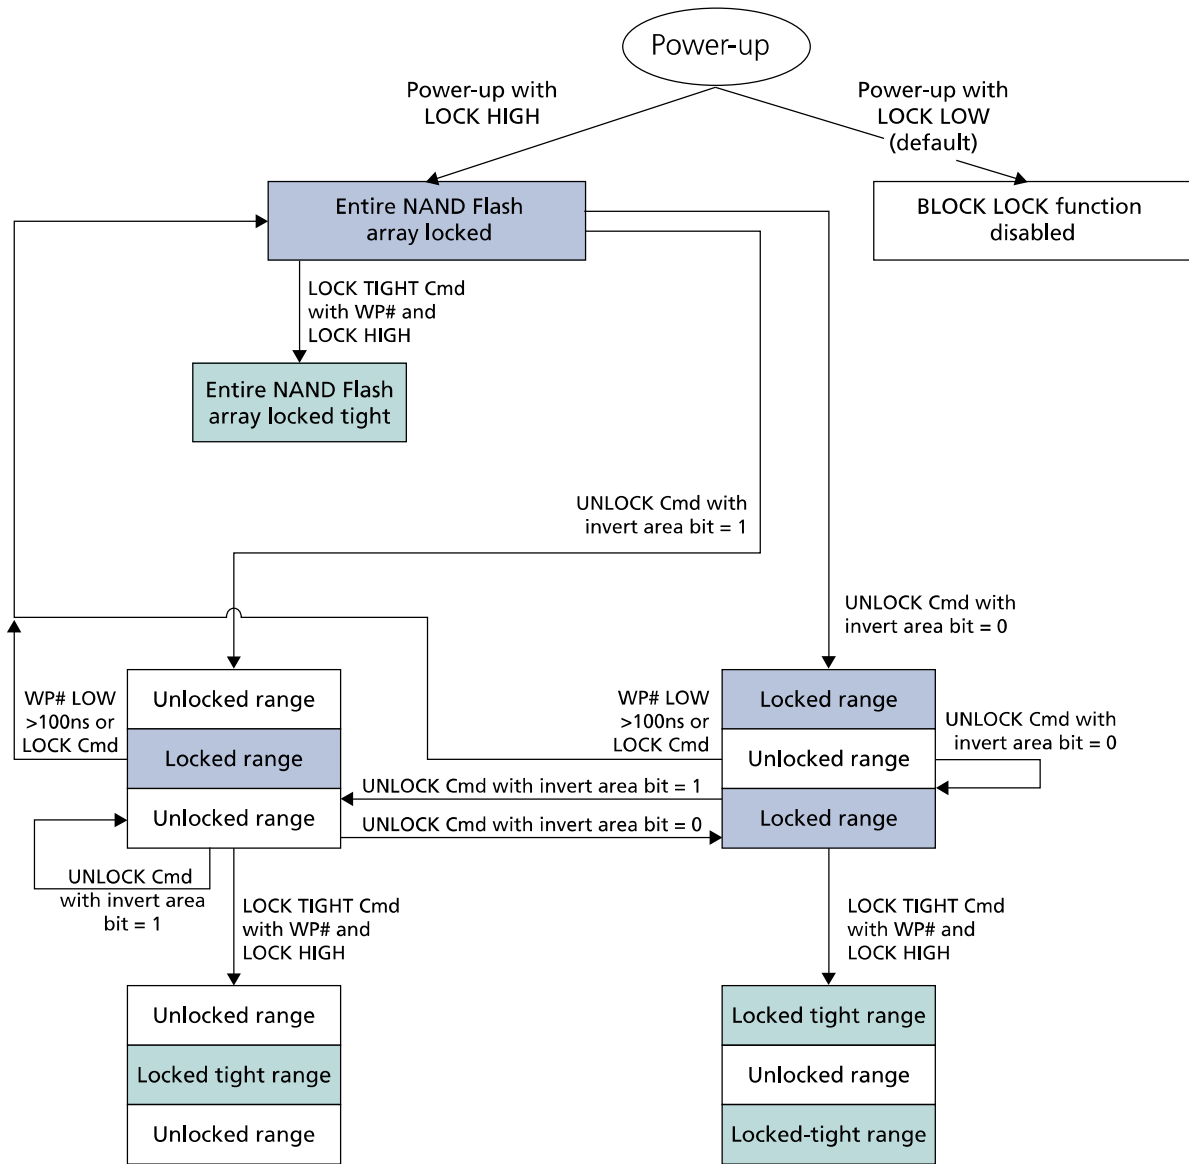 Power-up
Power-up with
LOCK HIGH
Power-up with
LOCK LOW
(default)
Entire NAND Flash
array locked
BLOCK LOCK function
disabled
LOCK TIGHT Cmd
with WP# and
LOCK HIGH
Entire NAND Flash
array locked tight
UNLOCK Cmd with
invert area bit = 1
UNLOCK Cmd with
invert area bit = 0
WP# LOW
>100ns or
LOCK Cmd
Unlocked range
Locked range
Unlocked range
WP# LOW
>100ns or
LOCK Cmd
Locked range
Unlocked range
Locked range
UNLOCK Cmd with
invert area bit = 0
UNLOCK Cmd with invert area bit = 1
UNLOCK Cmd with invert area bit = 0
UNLOCK Cmd
with invert area
bit = 1
LOCK TIGHT Cmd
with WP# and
LOCK HIGH
LOCK TIGHT Cmd
with WP# and
LOCK HIGH
Unlocked range
Locked tight range
Unlocked range
Locked tight range
Unlocked range
Locked-tight range